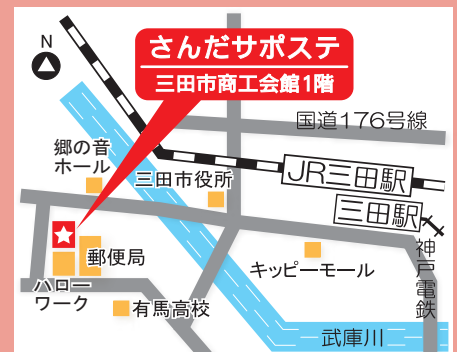 さんだサポステ
三田市商工会館1階
N
国道176号線
郷の音
ホール
三田市役所
JR三田駅
三田駅
神戸電鉄
郵便局
キッピーモール
ハロー
ワーク
有馬高校
武庫川